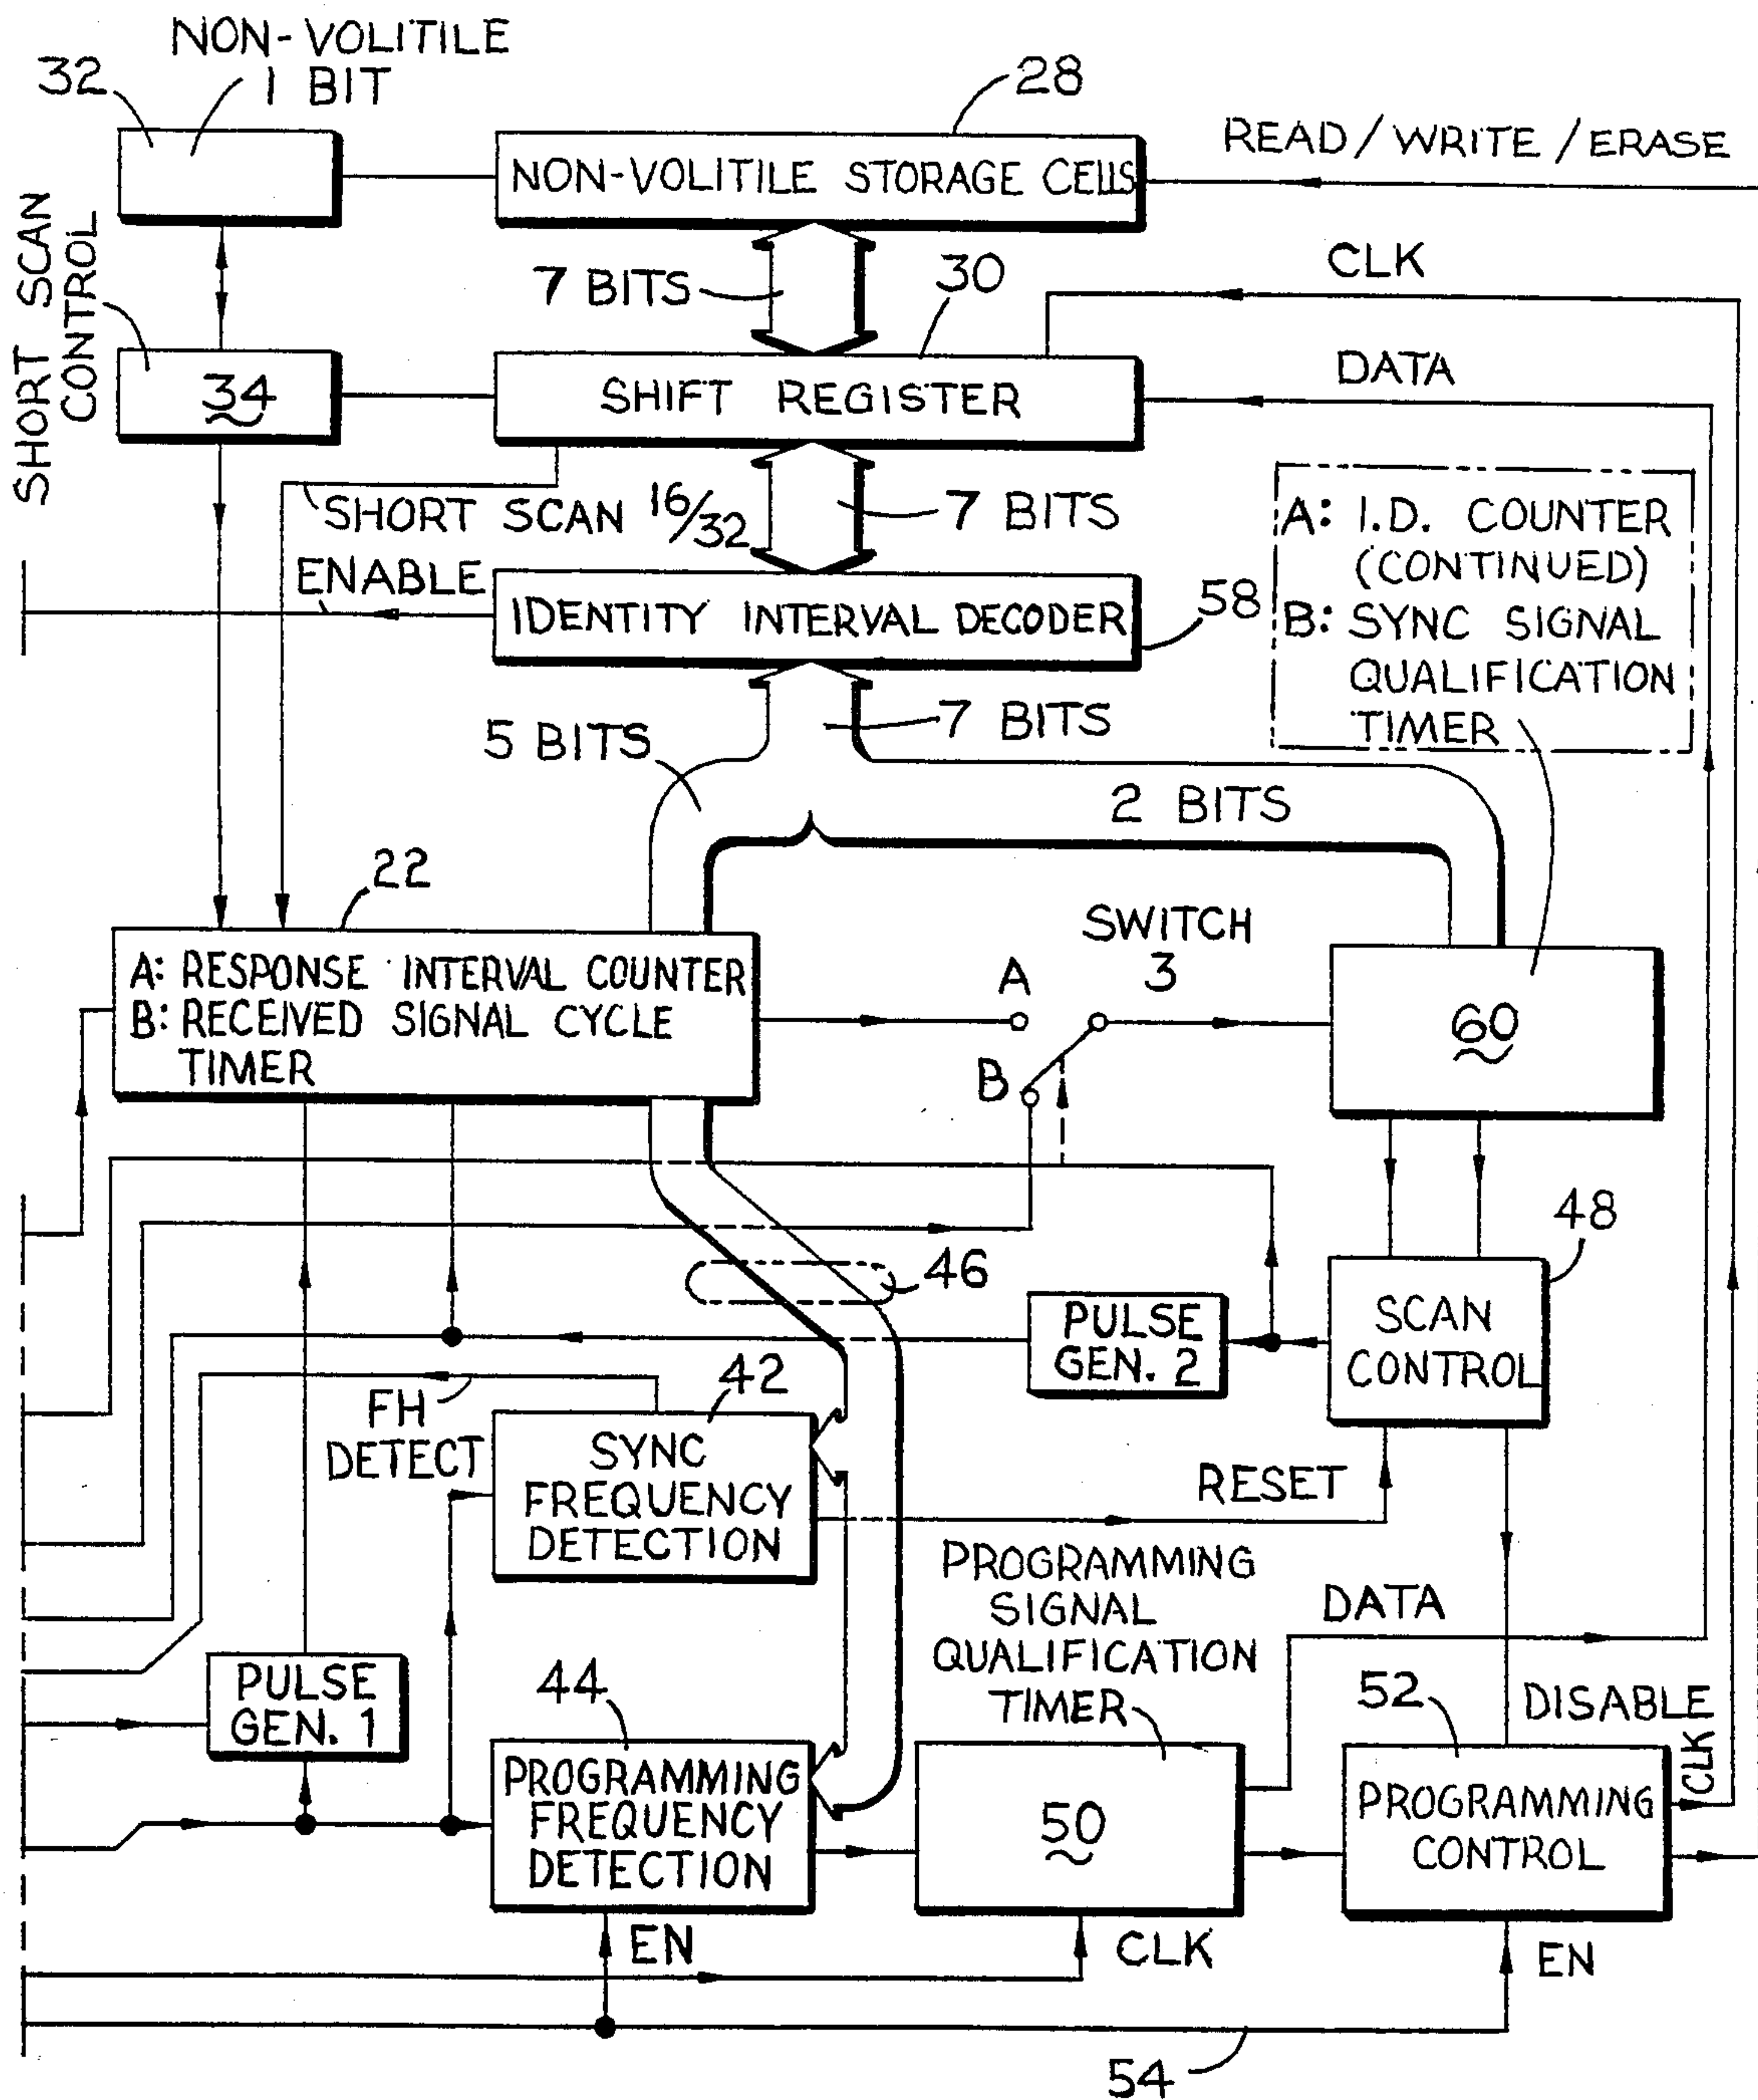 NON-VOLITILE
1 BIT
32
28
READ/WRITE/ERASE
NON-VOLITILE STORAGE CELLS
SHORT SCAN
CONTROL
7 BITS
30
CLK
34
SHIFT REGISTER
DATA
SHORT SCAN 16/32
7 BITS
A: I.D. COUNTER
(CONTINUED)
B: SYNC SIGNAL
QUALIFICATION
TIMER
ENABLE
IDENTITY INTERVAL DECODER
58
5 BITS
7 BITS
2 BITS
22
SWITCH
3
A: RESPONSE INTERVAL COUNTER
B: RECEIVED SIGNAL CYCLE
TIMER
A
B
60
46
48
PULSE
GEN. 2
SCAN
CONTROL
FH
DETECT
42
SYNC
FREQUENCY
DETECTION
RESET
PROGRAMMING
SIGNAL
QUALIFICATION
TIMER
DATA
PULSE
GEN. 1
44
52
DISABLE
CLK
PROGRAMMING
FREQUENCY
DETECTION
50
PROGRAMMING
CONTROL
EN
CLK
EN
54